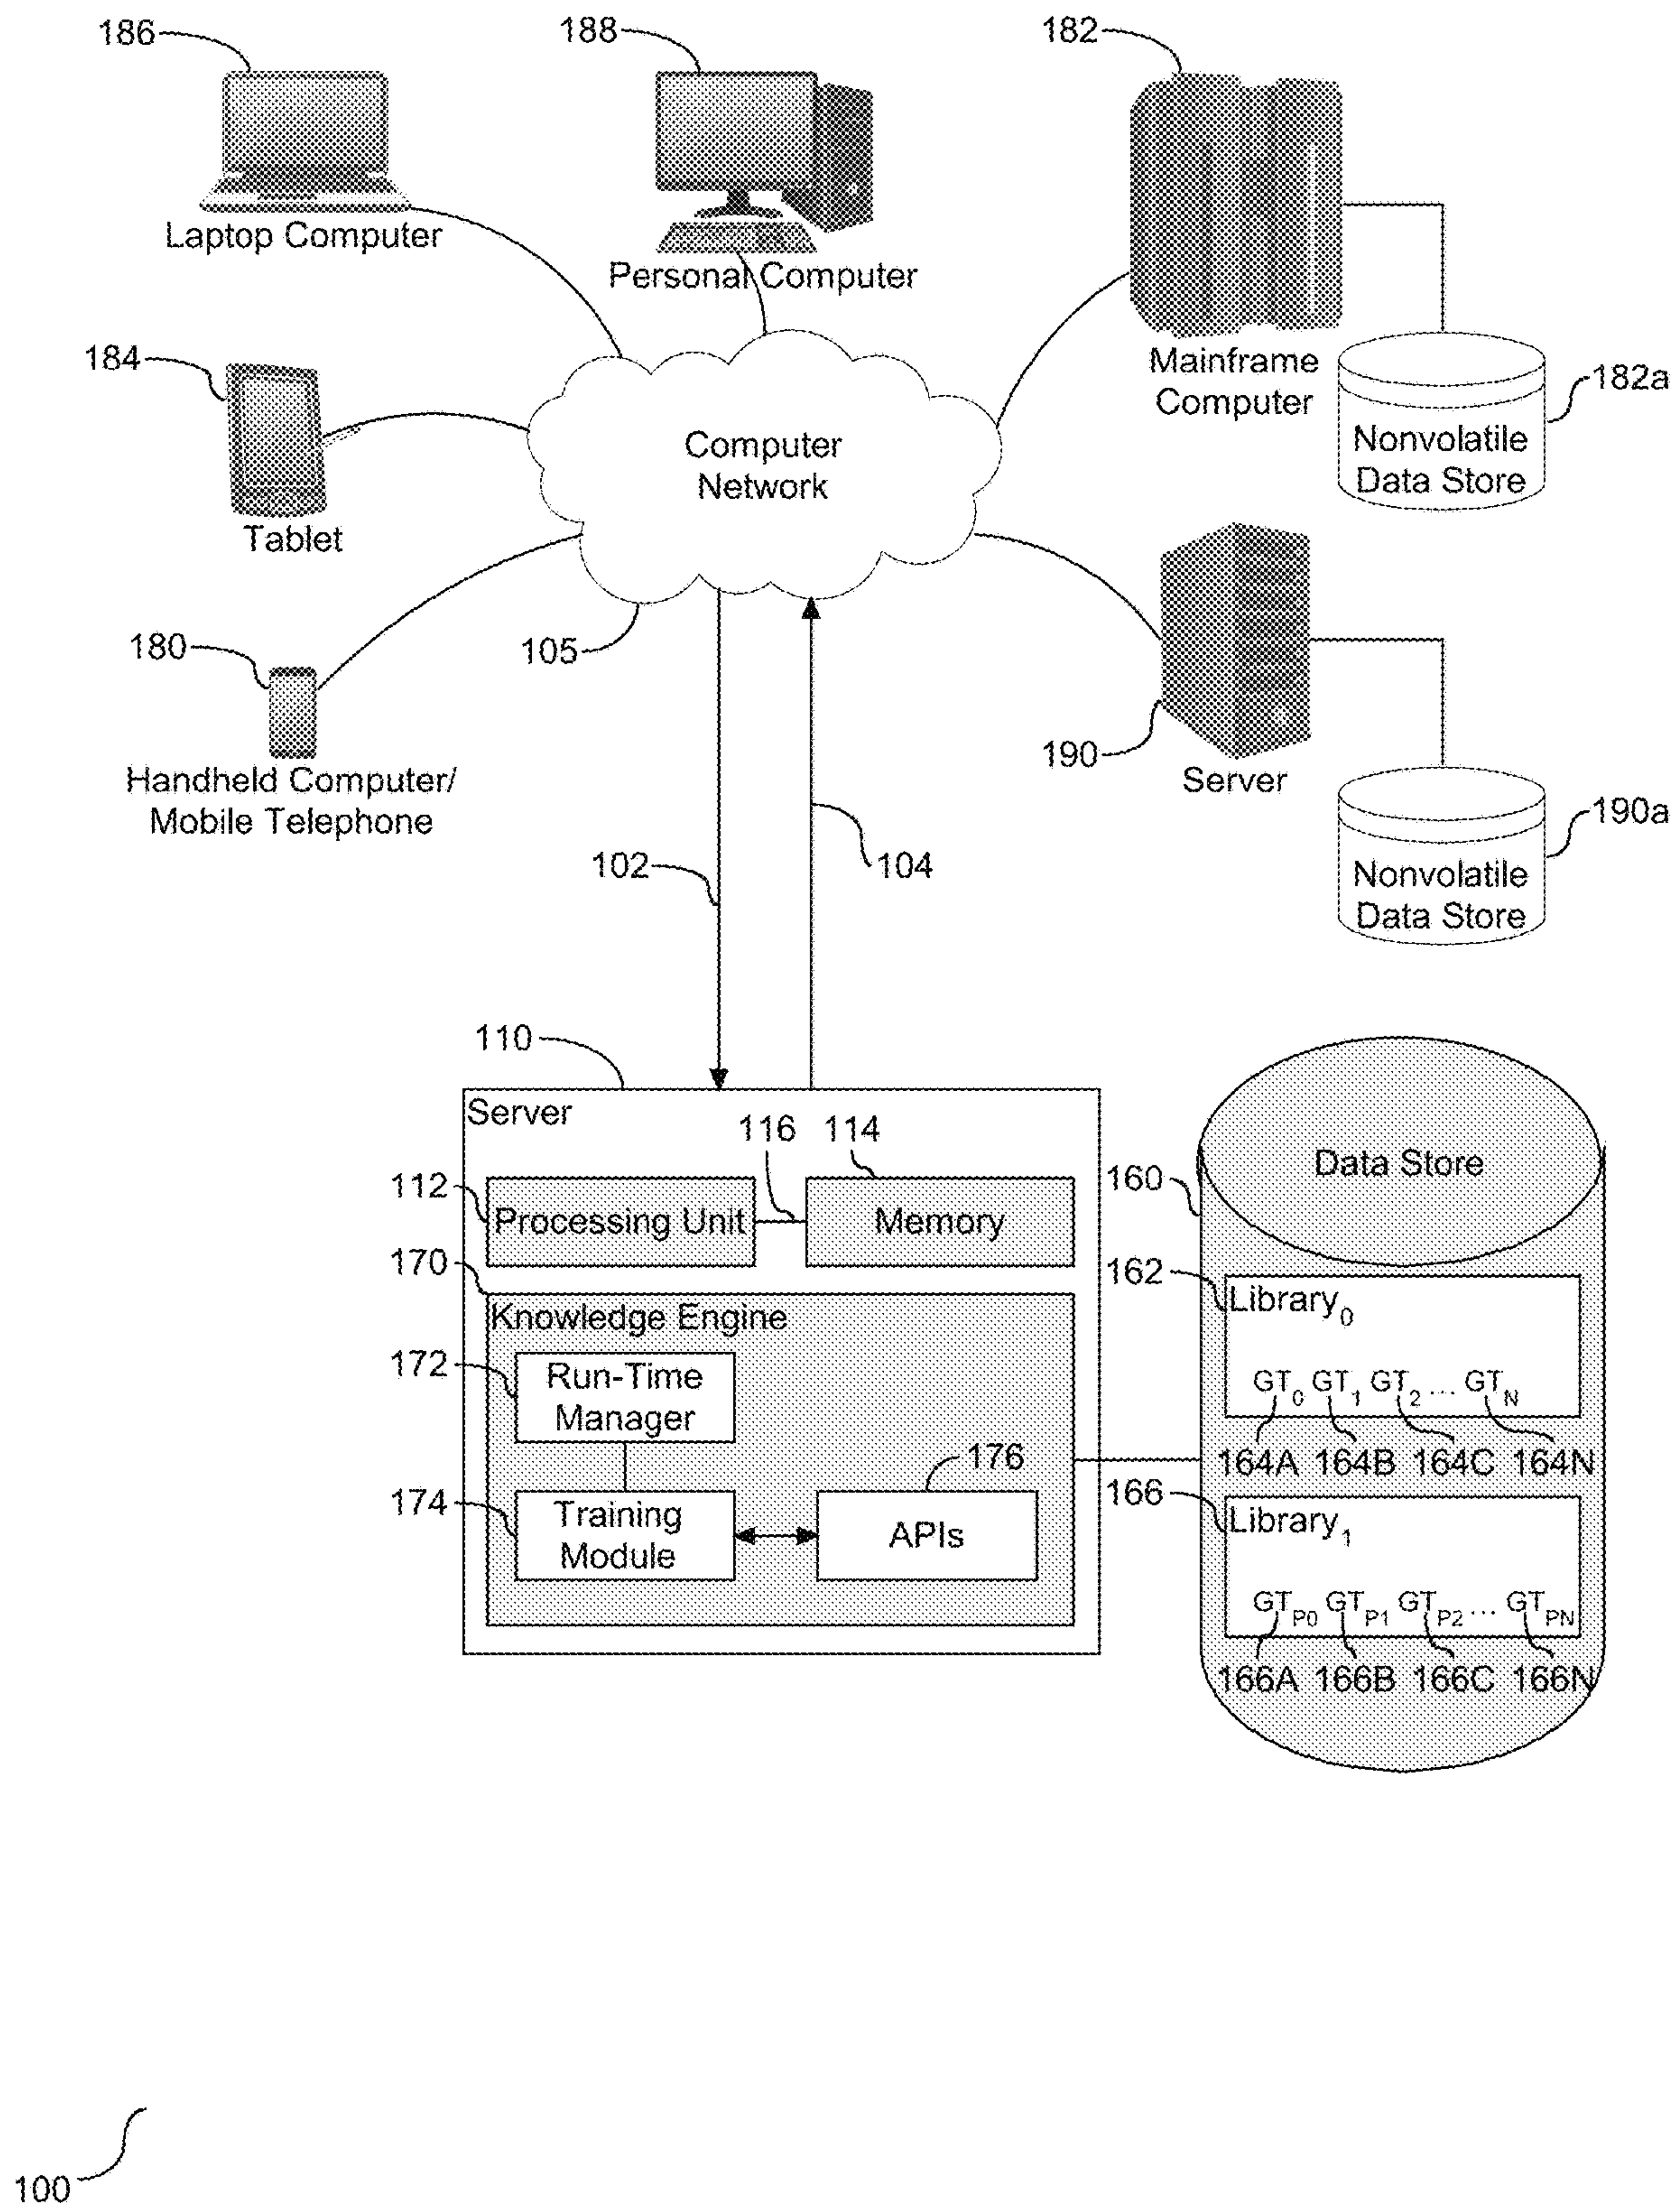 186
188
182
Laptop Computer
Personal Computer
Mainframe
Computer
184
182a
Computer
Network
Nonvolatile
Data Store
Tablet
180
105
190
Server
Handheld Computer/
Mobile Telephone
190a
102
104
Nonvolatile
Data Store
110
Server
116
114
112
Processing Unit
Memory
160
Data Store
170
Knowledge Engine
162
Library0
172
Run-Time
Manager
GT0 GT1 GT2 ... GTN
164A 164B 164C 164N
176
174
Training
Module
APIs
166
Library1
GTP0 GTP1 GTP2 ... GTPN
166A 166B 166C 166N
100